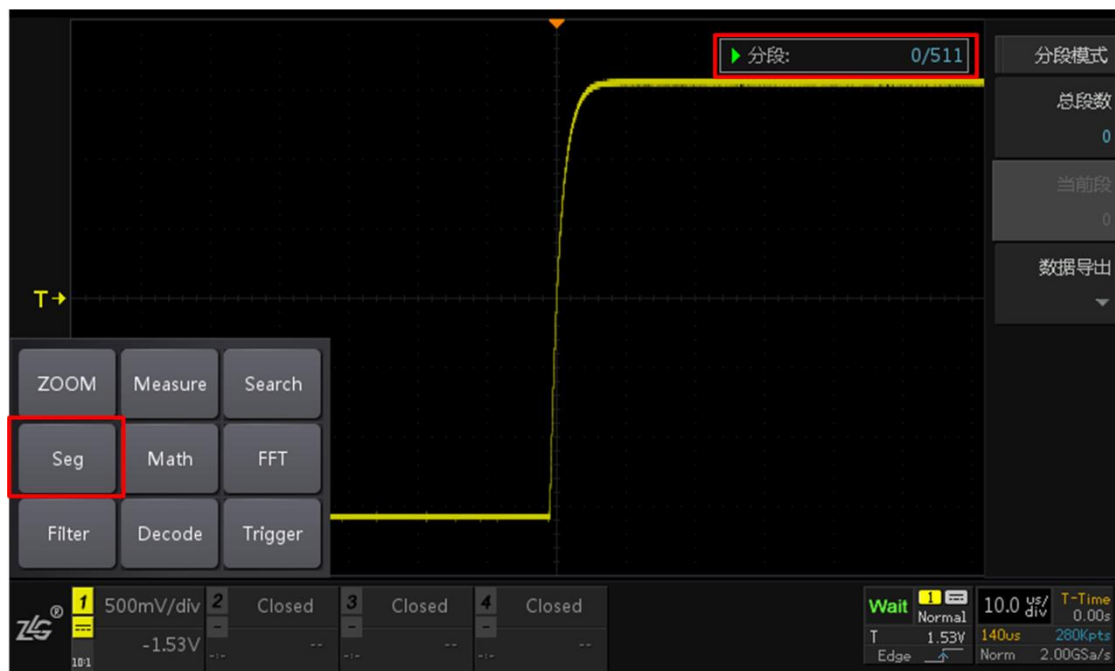 分段: 0/511
分段模式
总段数
0
当前段
0
数据导出
T
ZOOM Measure Search
Seg Math FFT
Filter Decode Trigger
ZLG®
1 500mV/div
-1.53V
10:1
2 Closed
--
-:-
3 Closed
--
-:-
4 Closed
--
-:-
Wait 1 Normal
T 1.53V
Edge
10.0 us/div
T-Time 0.00s
140us 280Kpts
Norm 2.00GSa/s